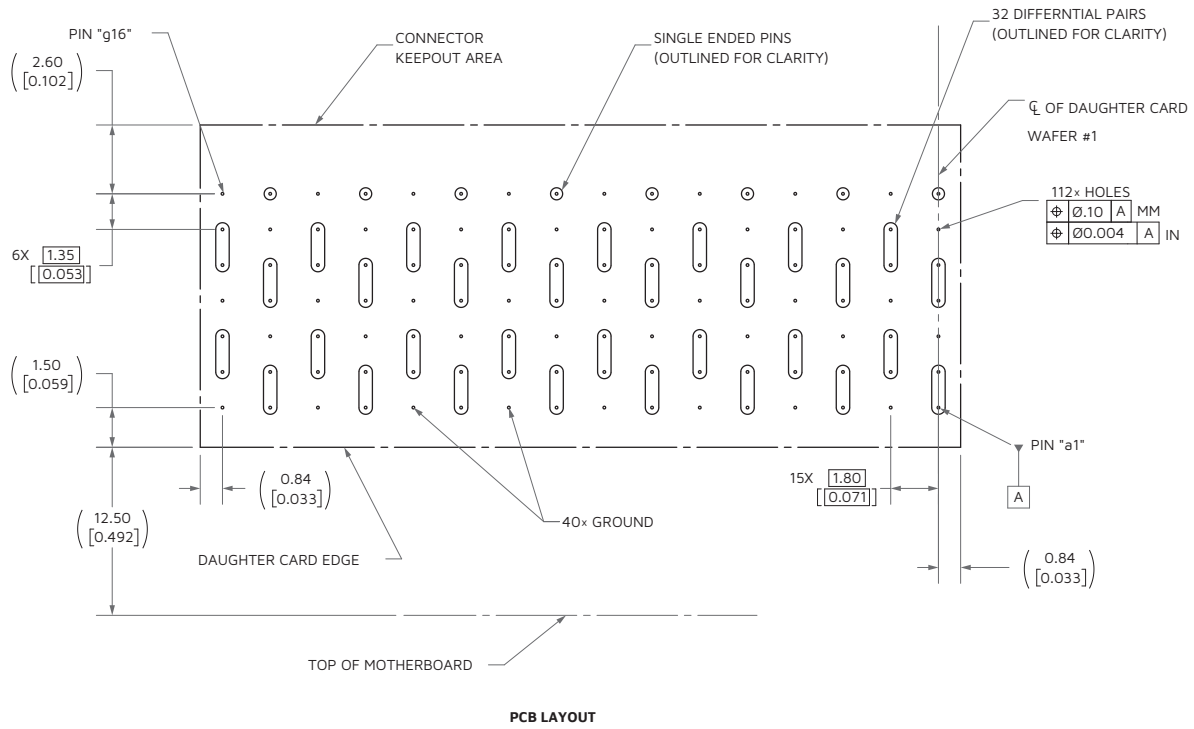 PIN "g16"
CONNECTOR
KEEPOUT AREA
SINGLE ENDED PINS
(OUTLINED FOR CLARITY)
32 DIFFERNTIAL PAIRS
(OUTLINED FOR CLARITY)
2.60
[0.102]
℄ OF DAUGHTER CARD
WAFER #1
112x HOLES
⌖ Ø.10 A MM
⌖ Ø0.004 A IN
6X 1.35
[0.053]
1.50
[0.059]
PIN "a1"
A
15X 1.80
[0.071]
0.84
[0.033]
12.50
[0.492]
40x GROUND
DAUGHTER CARD EDGE
0.84
[0.033]
TOP OF MOTHERBOARD
PCB LAYOUT